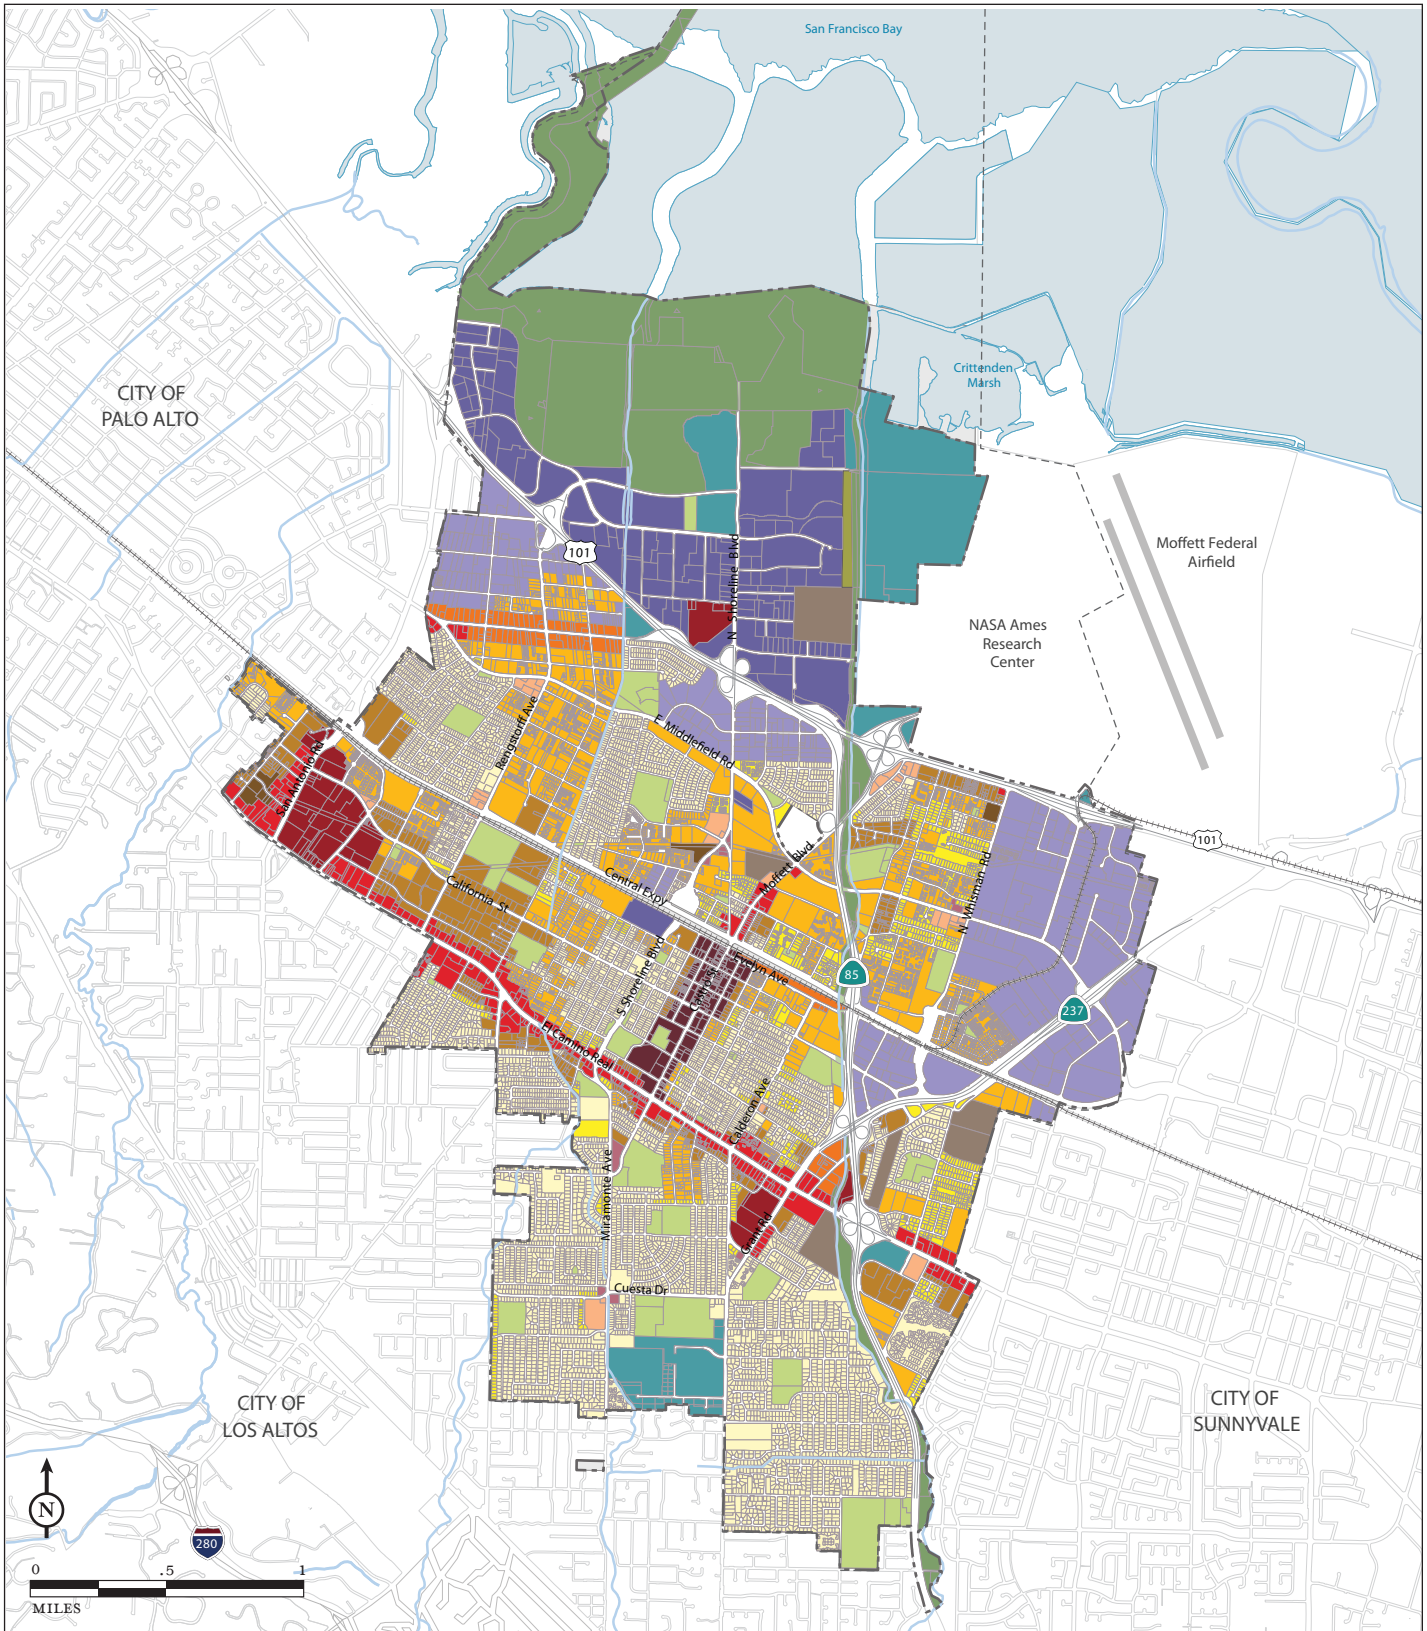 San Francisco Bay
Crittenden
Marsh
CITY OF
PALO ALTO
Moffett Federal
Airfield
101
N Shoreline Blvd
NASA Ames
Research
Center
Rengstorff Ave
E Middlefield Rd
San Antonio Rd
101
Moffett Blvd
N Whisman Rd
Central Expy
California St
Evelyn Ave
85
Castro St
S Shoreline Blvd
237
El Camino Real
Calderon Ave
Miramonte Ave
Grant Rd
Cuesta Dr
CITY OF
LOS ALTOS
CITY OF
SUNNYVALE
N
280
0 .5 1
MILES